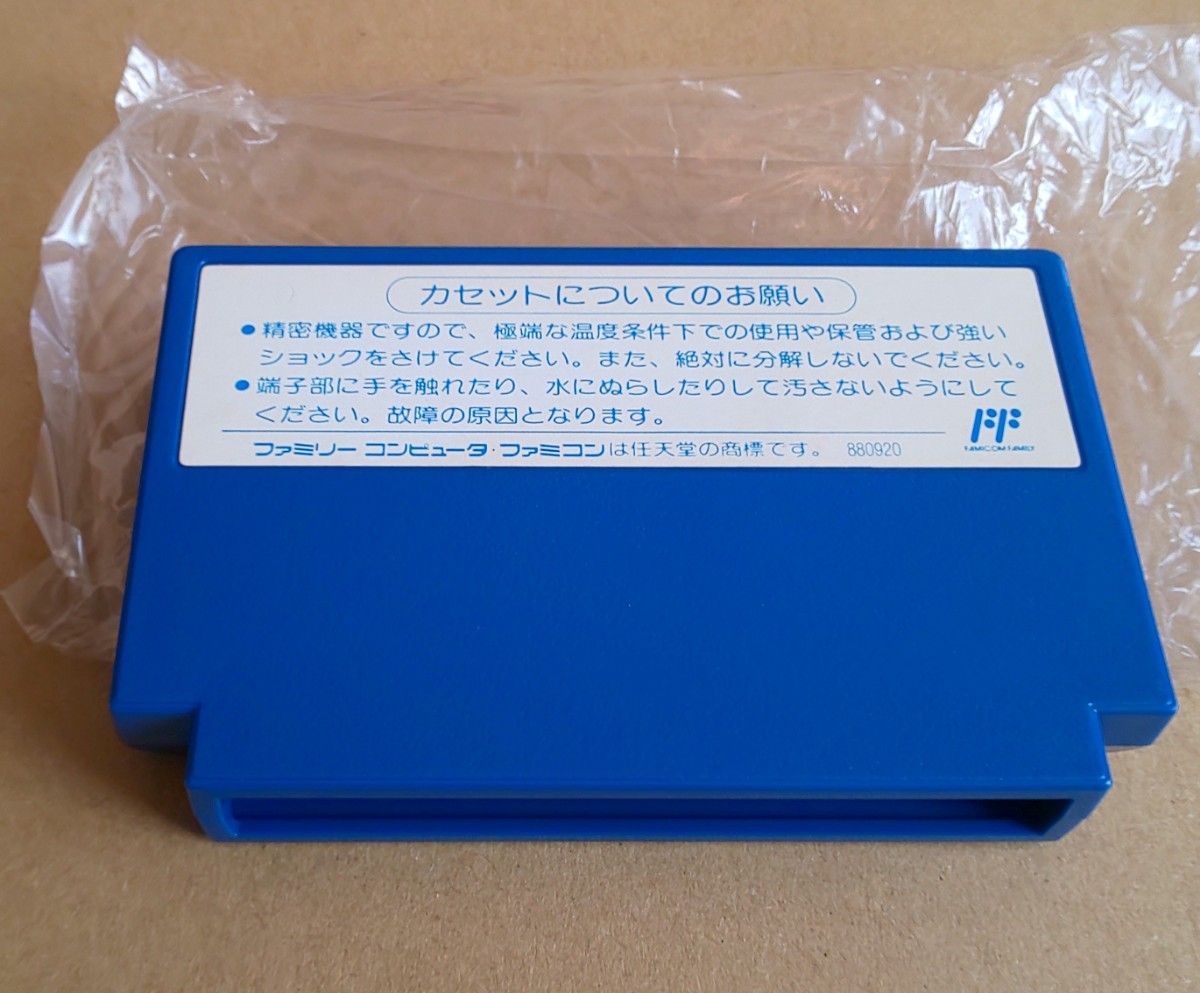 カセットについてのお願い
●精密機器ですので、極端な温度条件下での使用や保管および強い
ショックをさけてください。また、絶対に分解しないでください。
●端子部に手を触れたり、水にぬらしたりして汚さないようにして
ください。故障の原因となります。
ファミリーコンピュータ・ファミコンは任天堂の商標です。 880920
FAMICOM FAMILY